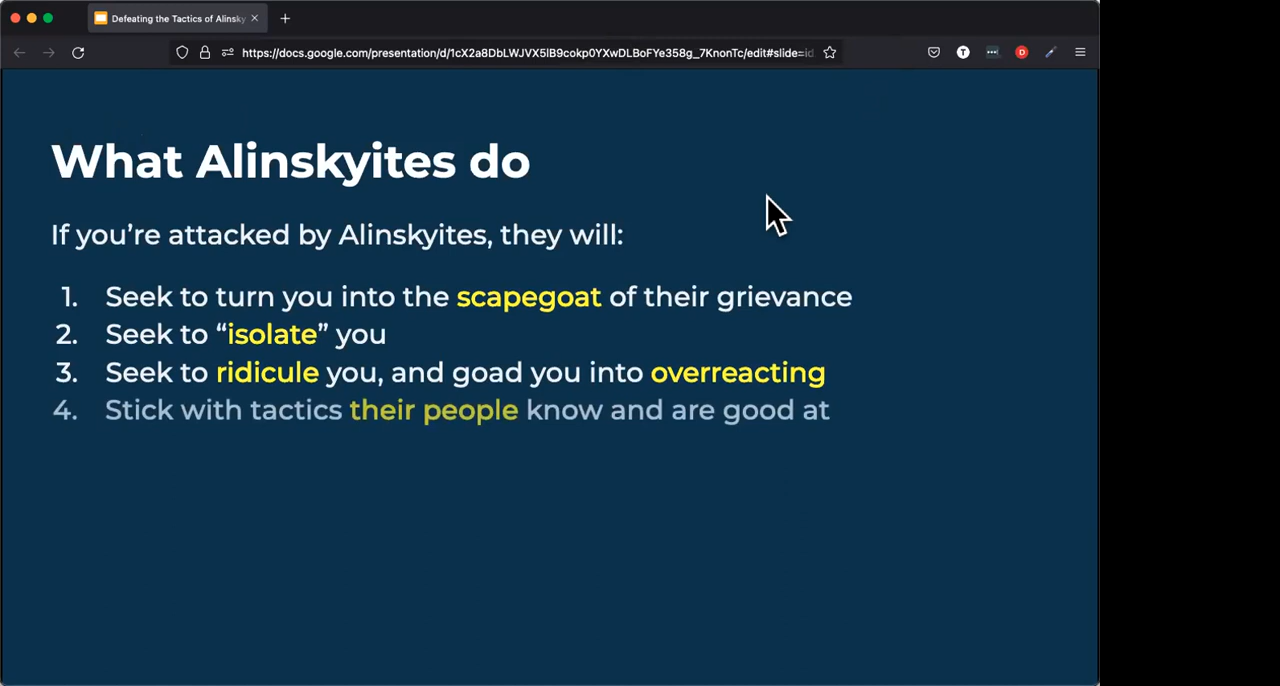 Defeating the Tactics of Alinsky
https://docs.google.com/presentation/d/1cX2a8DbLWJVX5lB9cokp0YXwDLBoFYe358g_7KnonTc/edit#slide=id
T
D
What Alinskyites do
If you’re attacked by Alinskyites, they will:
1. Seek to turn you into the scapegoat of their grievance
2. Seek to “isolate” you
3. Seek to ridicule you, and goad you into overreacting
4. Stick with tactics their people know and are good at